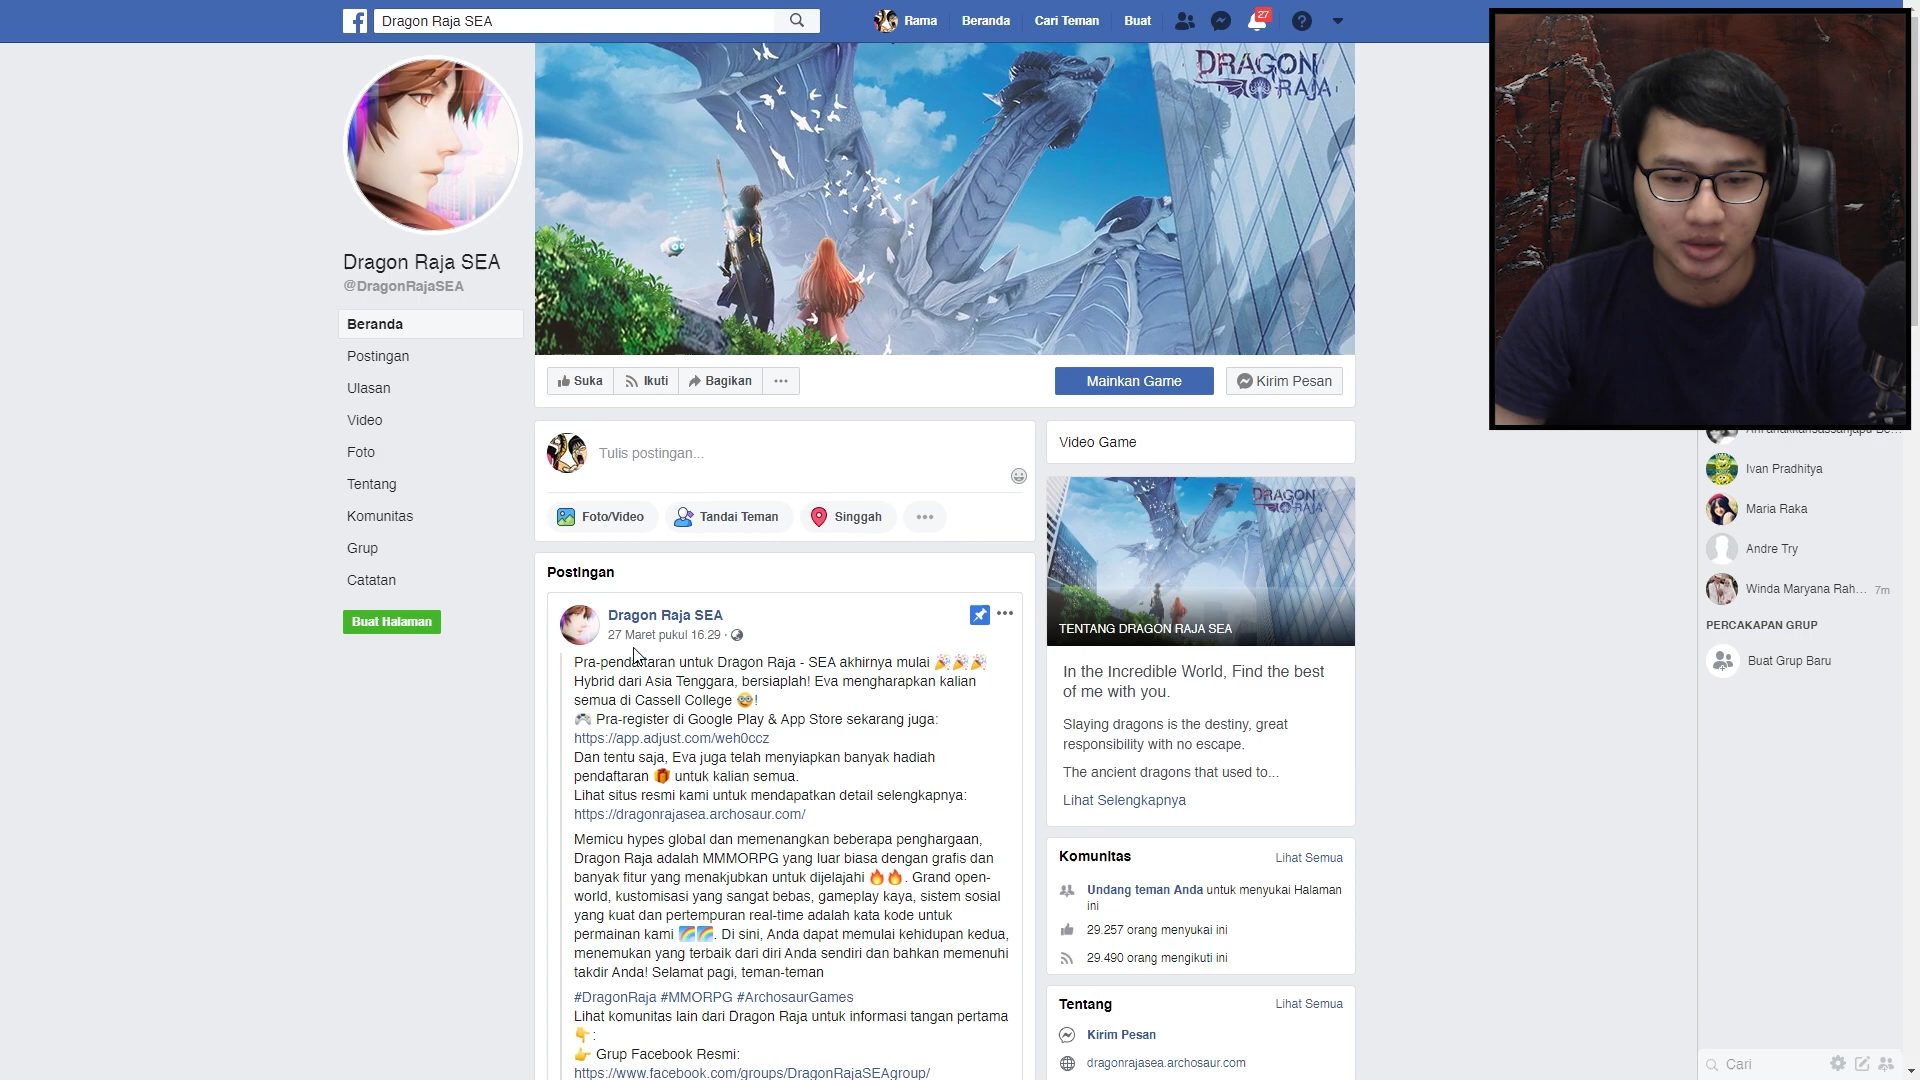 Dragon Raja SEA
Rama
Beranda
Cari Teman
Buat
27
DRAGON
RAJA
Dragon Raja SEA
@DragonRajaSEA
Beranda
Postingan
Ulasan
Video
Foto
Tentang
Komunitas
Grup
Catatan
Buat Halaman
Suka
Ikuti
Bagikan
Mainkan Game
Kirim Pesan
Tulis postingan...
Foto/Video
Tandai Teman
Singgah
Postingan
Dragon Raja SEA
27 Maret pukul 16.29 ·
Pra-pendaftaran untuk Dragon Raja - SEA akhirnya mulai 🎉🎉🎉
Hybrid dari Asia Tenggara, bersiaplah! Eva mengharapkan kalian
semua di Cassell College 🤓!
🎮 Pra-register di Google Play & App Store sekarang juga:
https://app.adjust.com/weh0ccz
Dan tentu saja, Eva juga telah menyiapkan banyak hadiah
pendaftaran 🎁 untuk kalian semua.
Lihat situs resmi kami untuk mendapatkan detail selengkapnya:
https://dragonrajasea.archosaur.com/
Memicu hypes global dan memenangkan beberapa penghargaan,
Dragon Raja adalah MMMORPG yang luar biasa dengan grafis dan
banyak fitur yang menakjubkan untuk dijelajahi 🔥🔥. Grand open-
world, kustomisasi yang sangat bebas, gameplay kaya, sistem sosial
yang kuat dan pertempuran real-time adalah kata kode untuk
permainan kami 🌈🌈. Di sini, Anda dapat memulai kehidupan kedua,
menemukan yang terbaik dari diri Anda sendiri dan bahkan memenuhi
takdir Anda! Selamat pagi, teman-teman
#DragonRaja #MMORPG #ArchosaurGames
Lihat komunitas lain dari Dragon Raja untuk informasi tangan pertama
👇:
👉 Grup Facebook Resmi:
https://www.facebook.com/groups/DragonRajaSEAgroup/
Video Game
DRAGON
RAJA
TENTANG DRAGON RAJA SEA
In the Incredible World, Find the best
of me with you.
Slaying dragons is the destiny, great
responsibility with no escape.
The ancient dragons that used to...
Lihat Selengkapnya
Komunitas
Lihat Semua
Undang teman Anda untuk menyukai Halaman
ini
29.257 orang menyukai ini
29.490 orang mengikuti ini
Tentang
Lihat Semua
Kirim Pesan
dragonrajasea.archosaur.com
Ivan Pradhitya
Maria Raka
Andre Try
Winda Maryana Rah... 7m
PERCAKAPAN GRUP
Buat Grup Baru
Cari